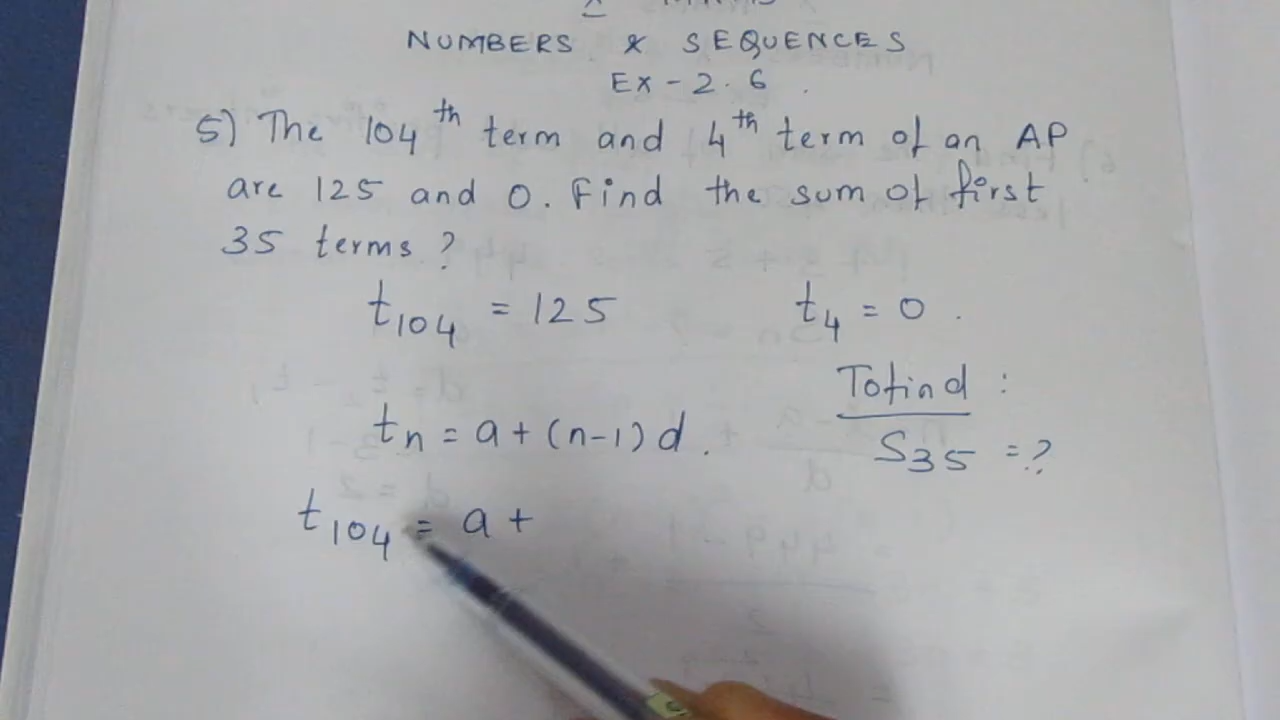 NUMBERS & SEQUENCES
Ex - 2.6
5) The 104th term and 4th term of an AP
are 125 and 0. Find the sum of first
35 terms?
t104 = 125 t4 = 0.
To find :
tn = a + (n-1) d.
S35 = ?
t104 = a +